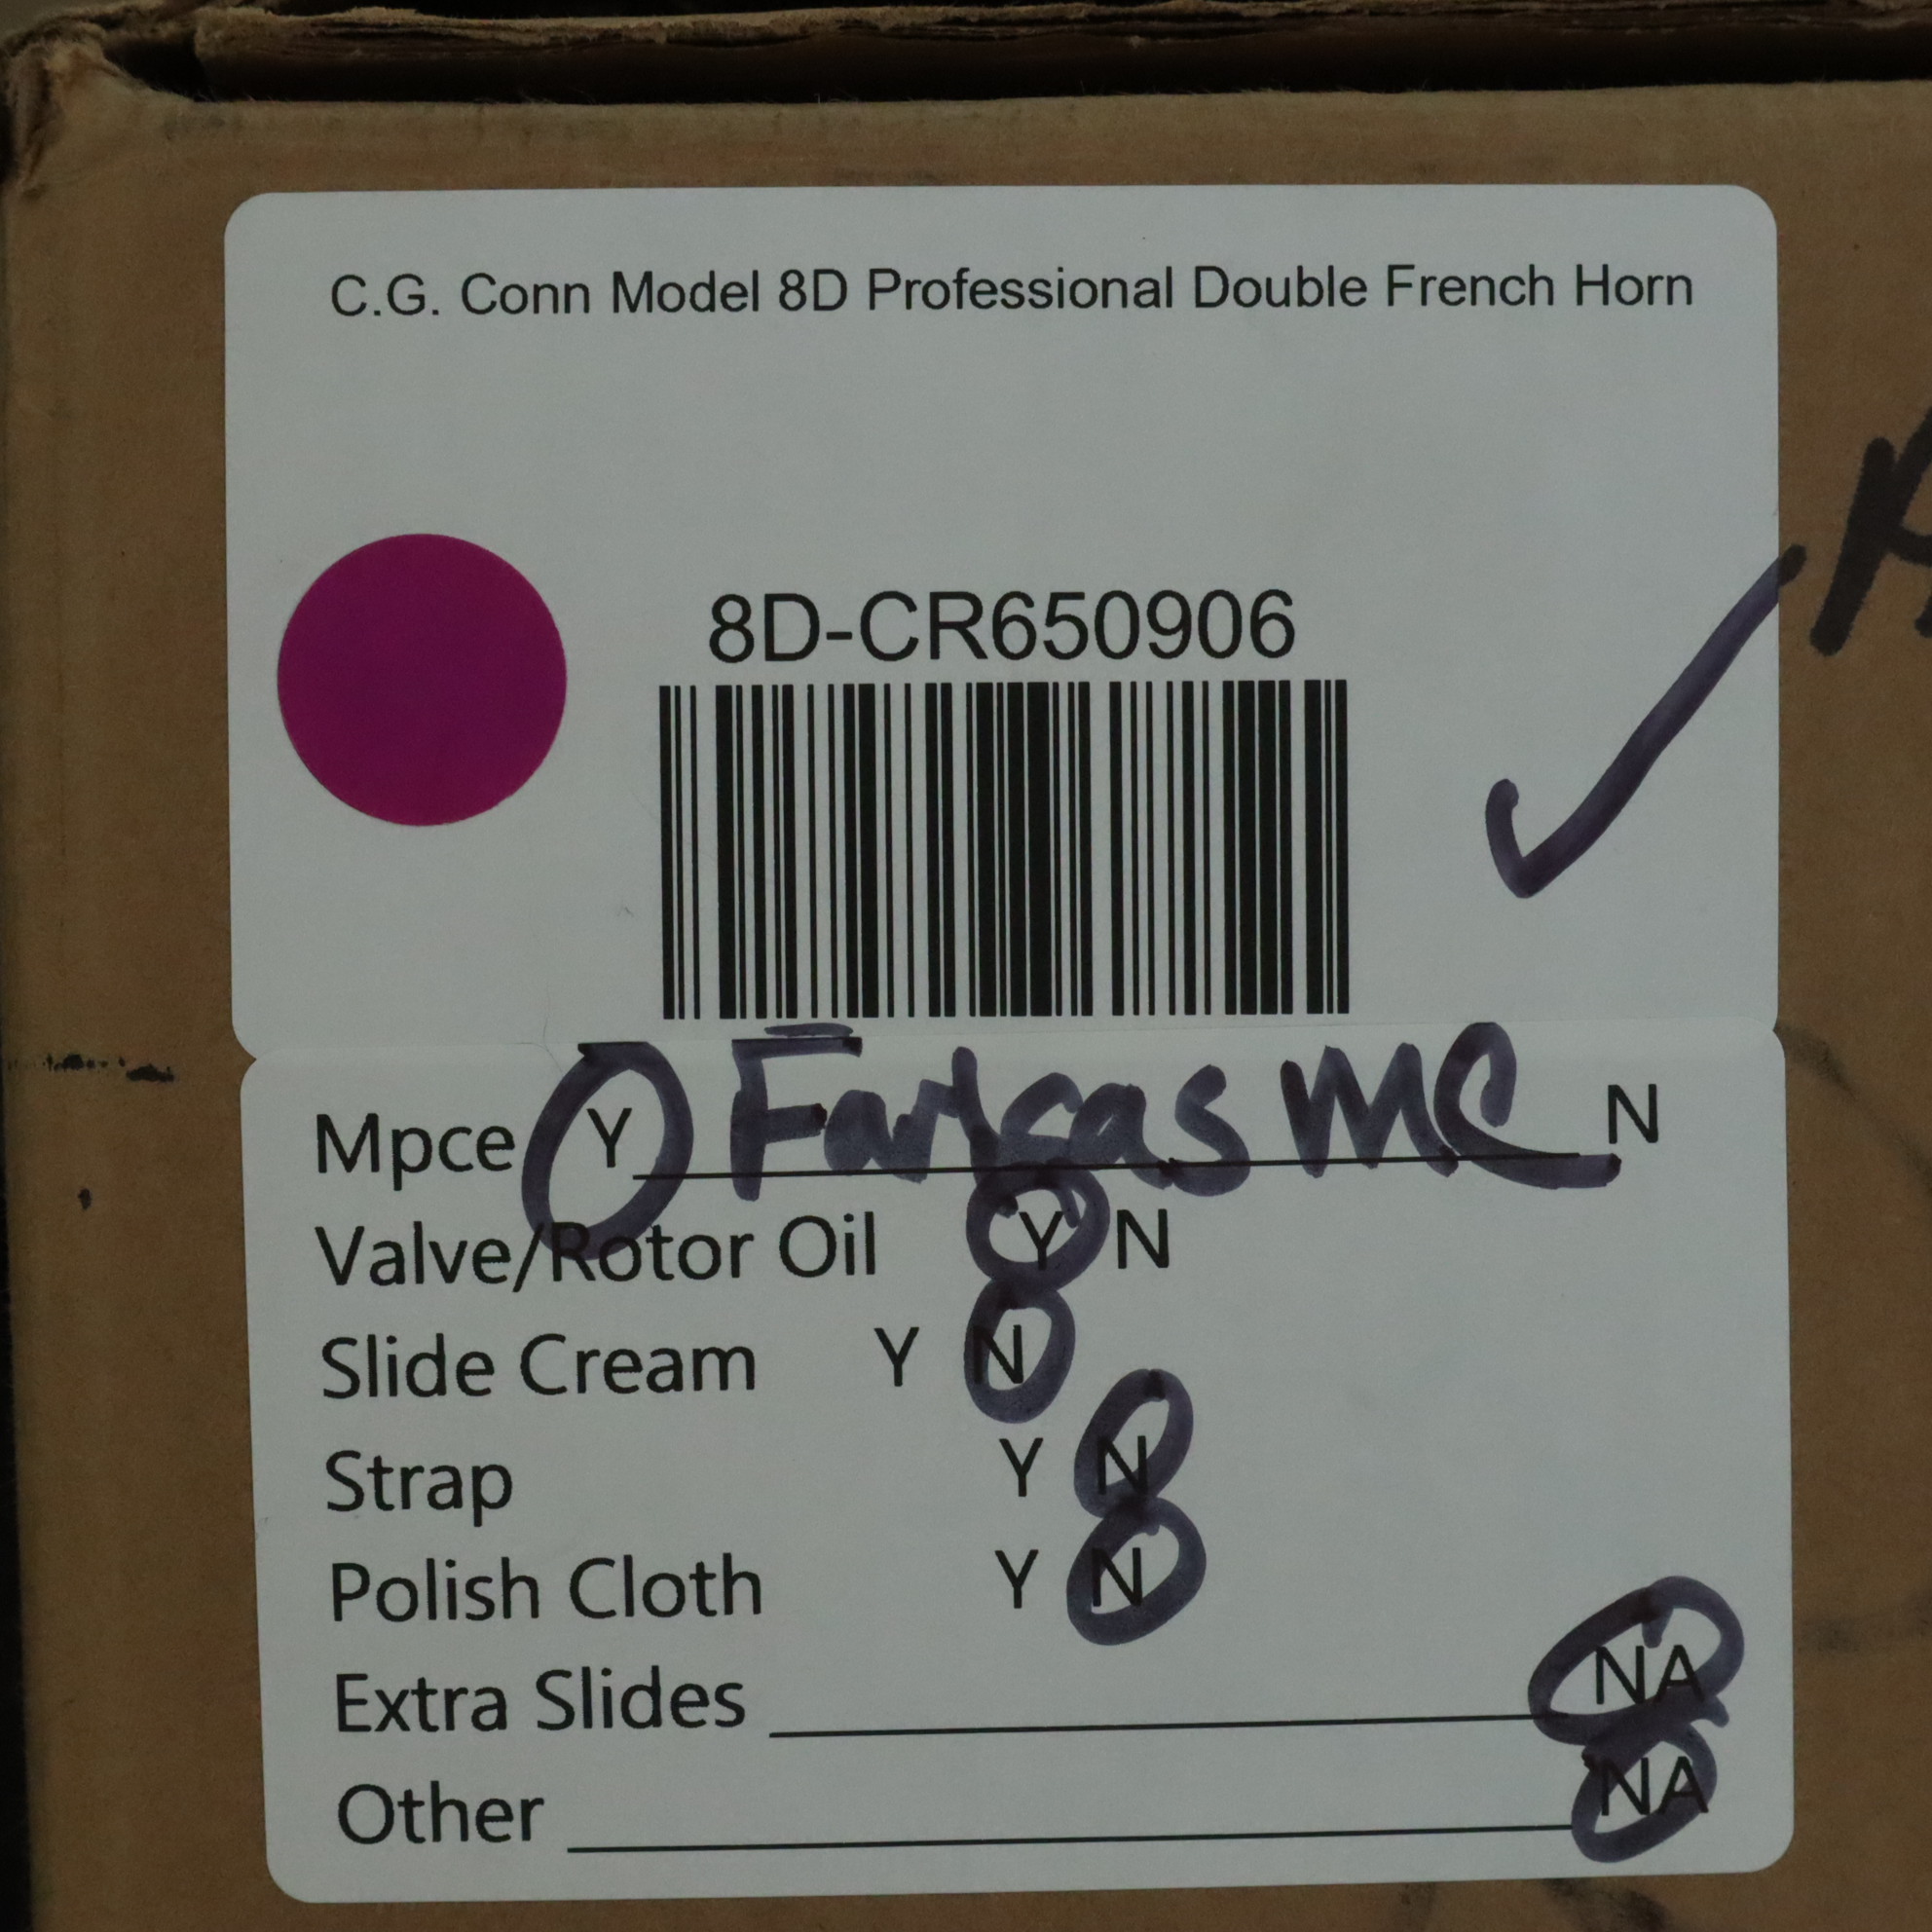 C.G. Conn Model 8D Professional Double French Horn
8D-CR650906
Mpce Y Farkas MC N
Valve/Rotor Oil Y N
Slide Cream Y N
Strap Y N
Polish Cloth Y N
Extra Slides NA
Other NA